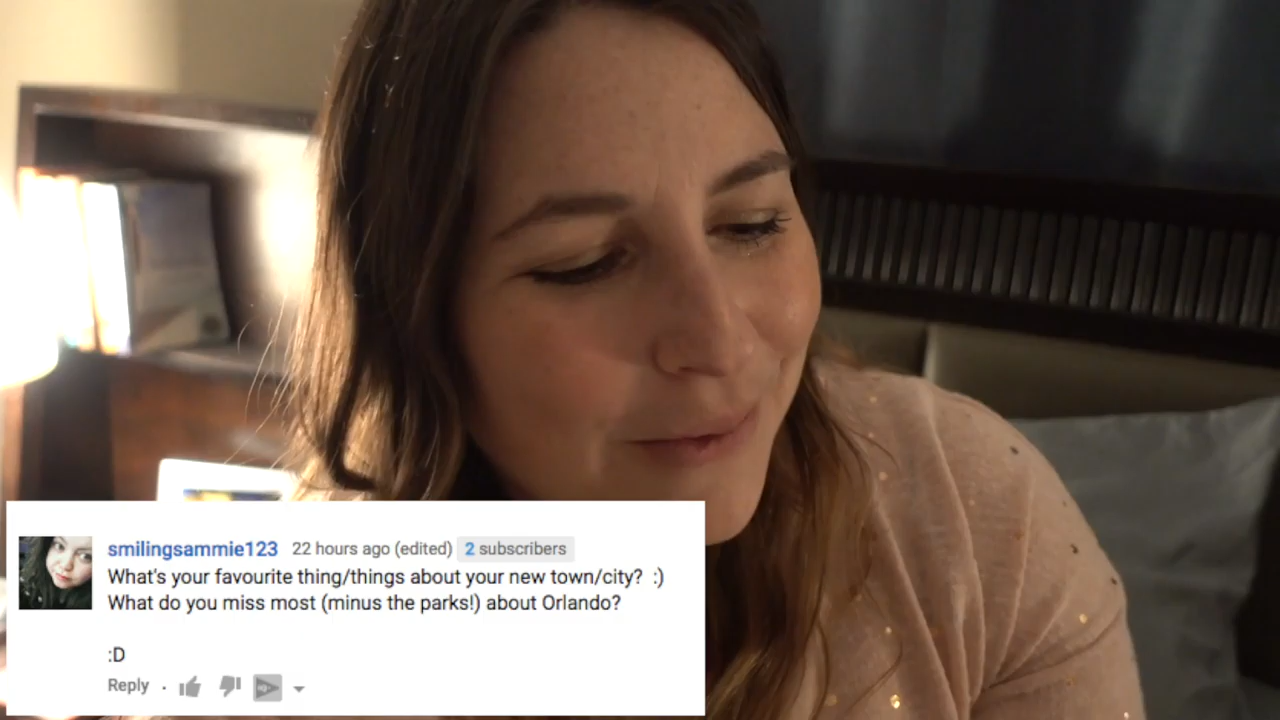 smilingsammie123 22 hours ago (edited) 2 subscribers
What's your favourite thing/things about your new town/city? :)
What do you miss most (minus the parks!) about Orlando?
:D
Reply